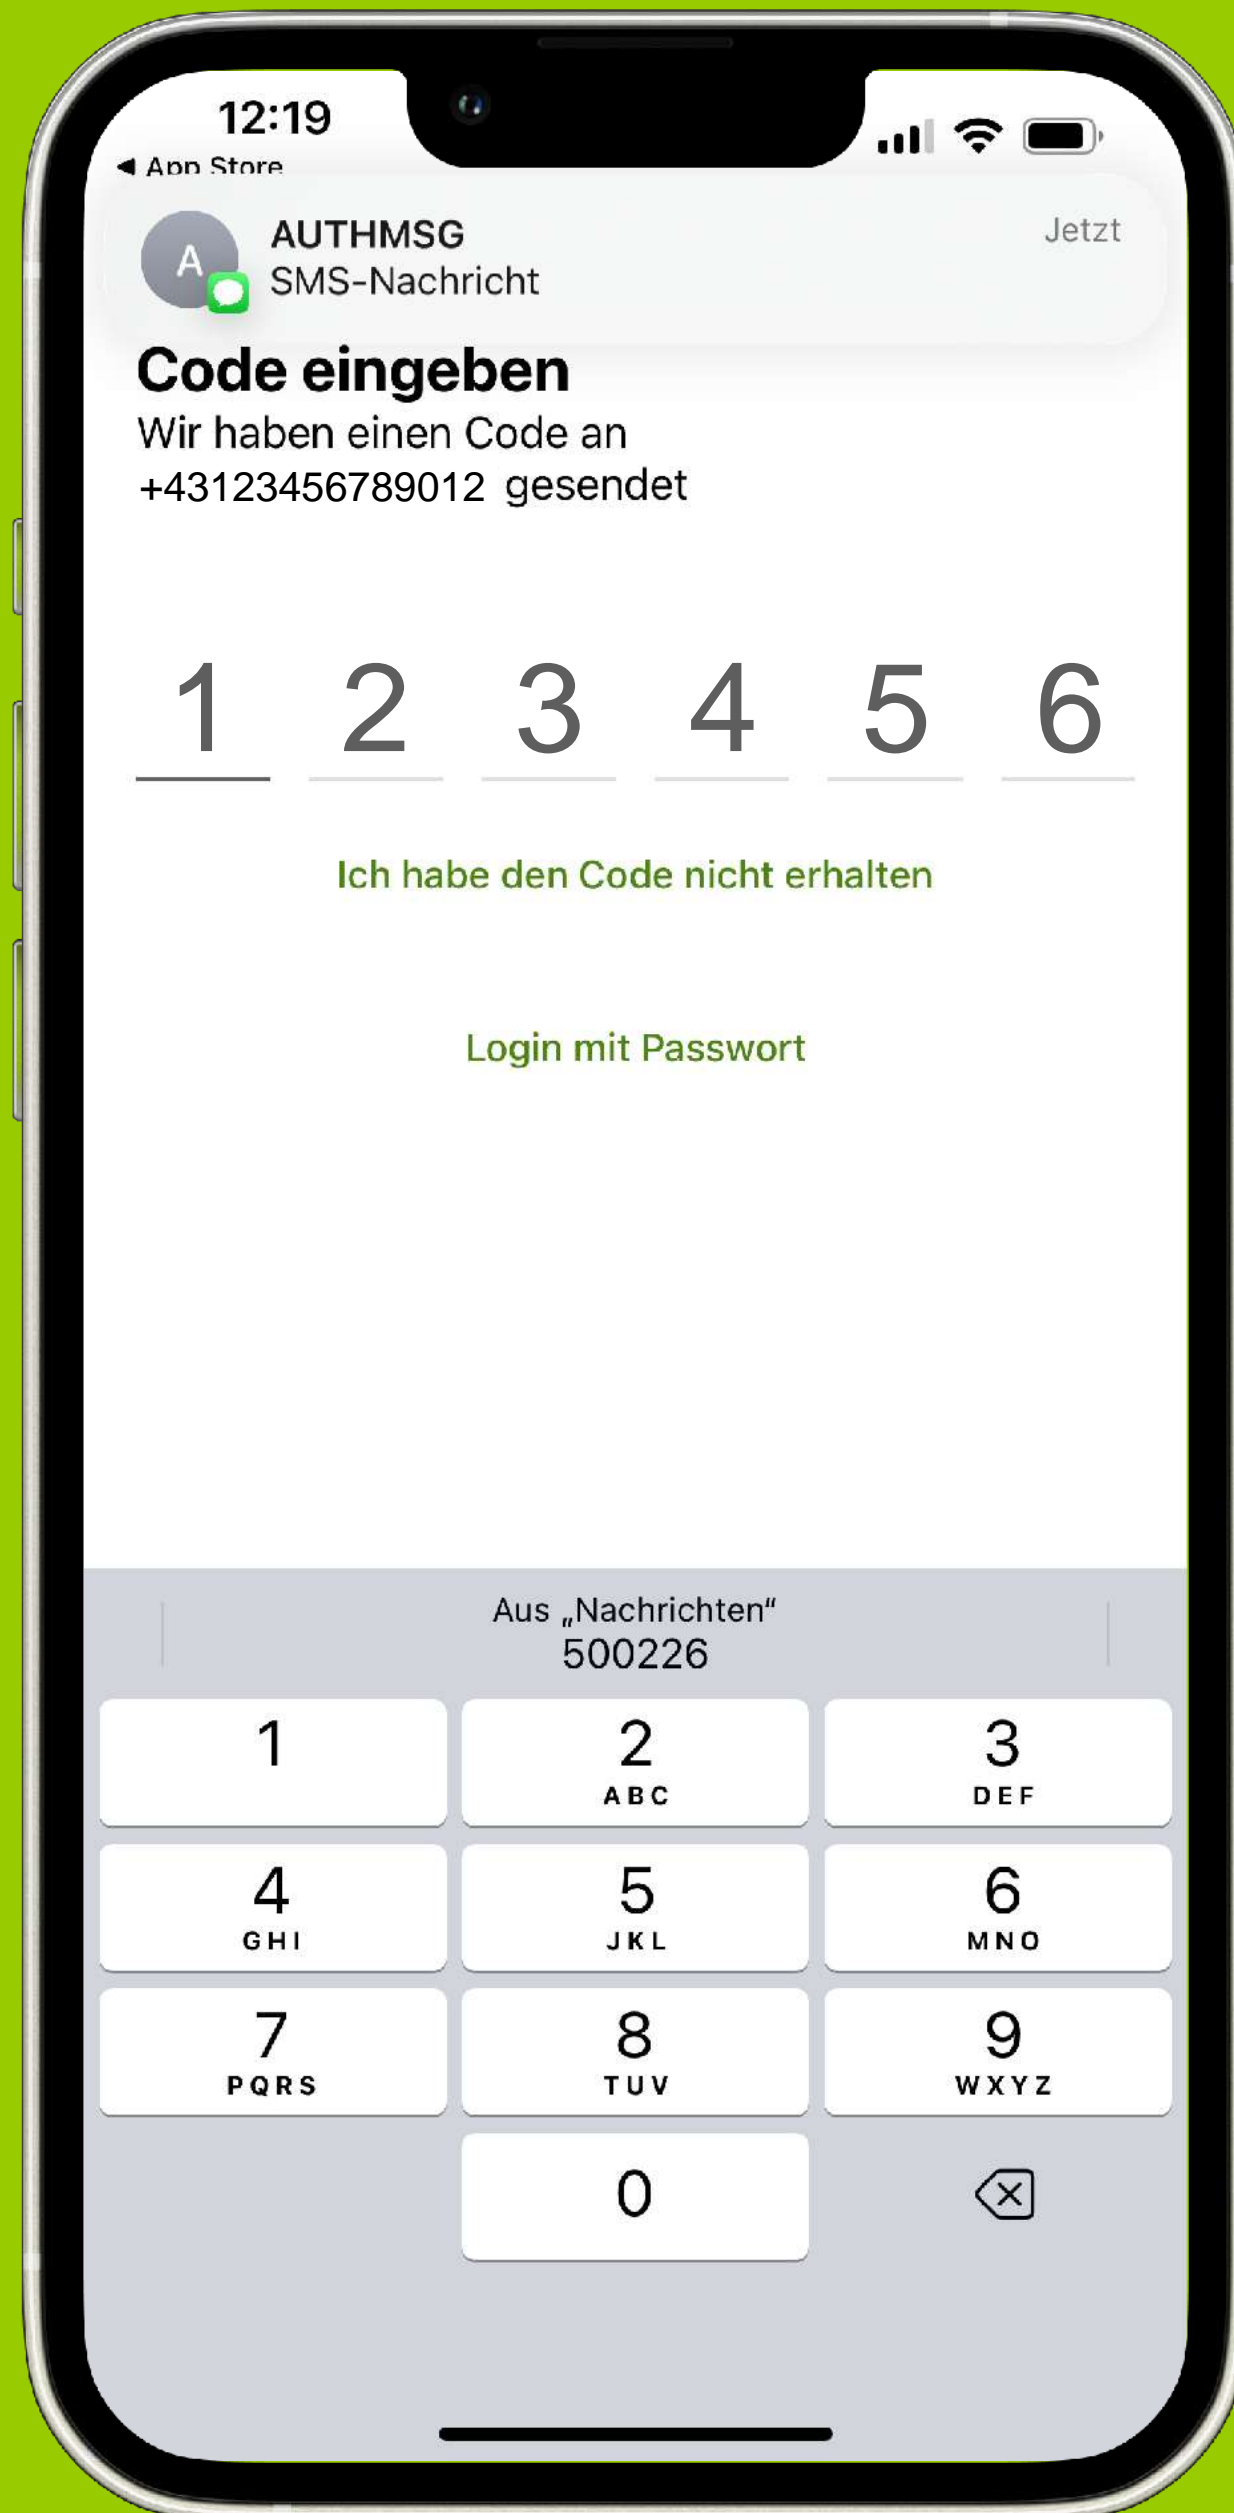 12:19
◀ App Store
A
AUTHMSG
Jetzt
SMS-Nachricht
Code eingeben
Wir haben einen Code an
+43123456789012 gesendet
1 2 3 4 5 6
Ich habe den Code nicht erhalten
Login mit Passwort
Aus „Nachrichten“
500226
1 2 3
ABC DEF
4 5 6
GHI JKL MNO
7 8 9
PQRS TUV WXYZ
0